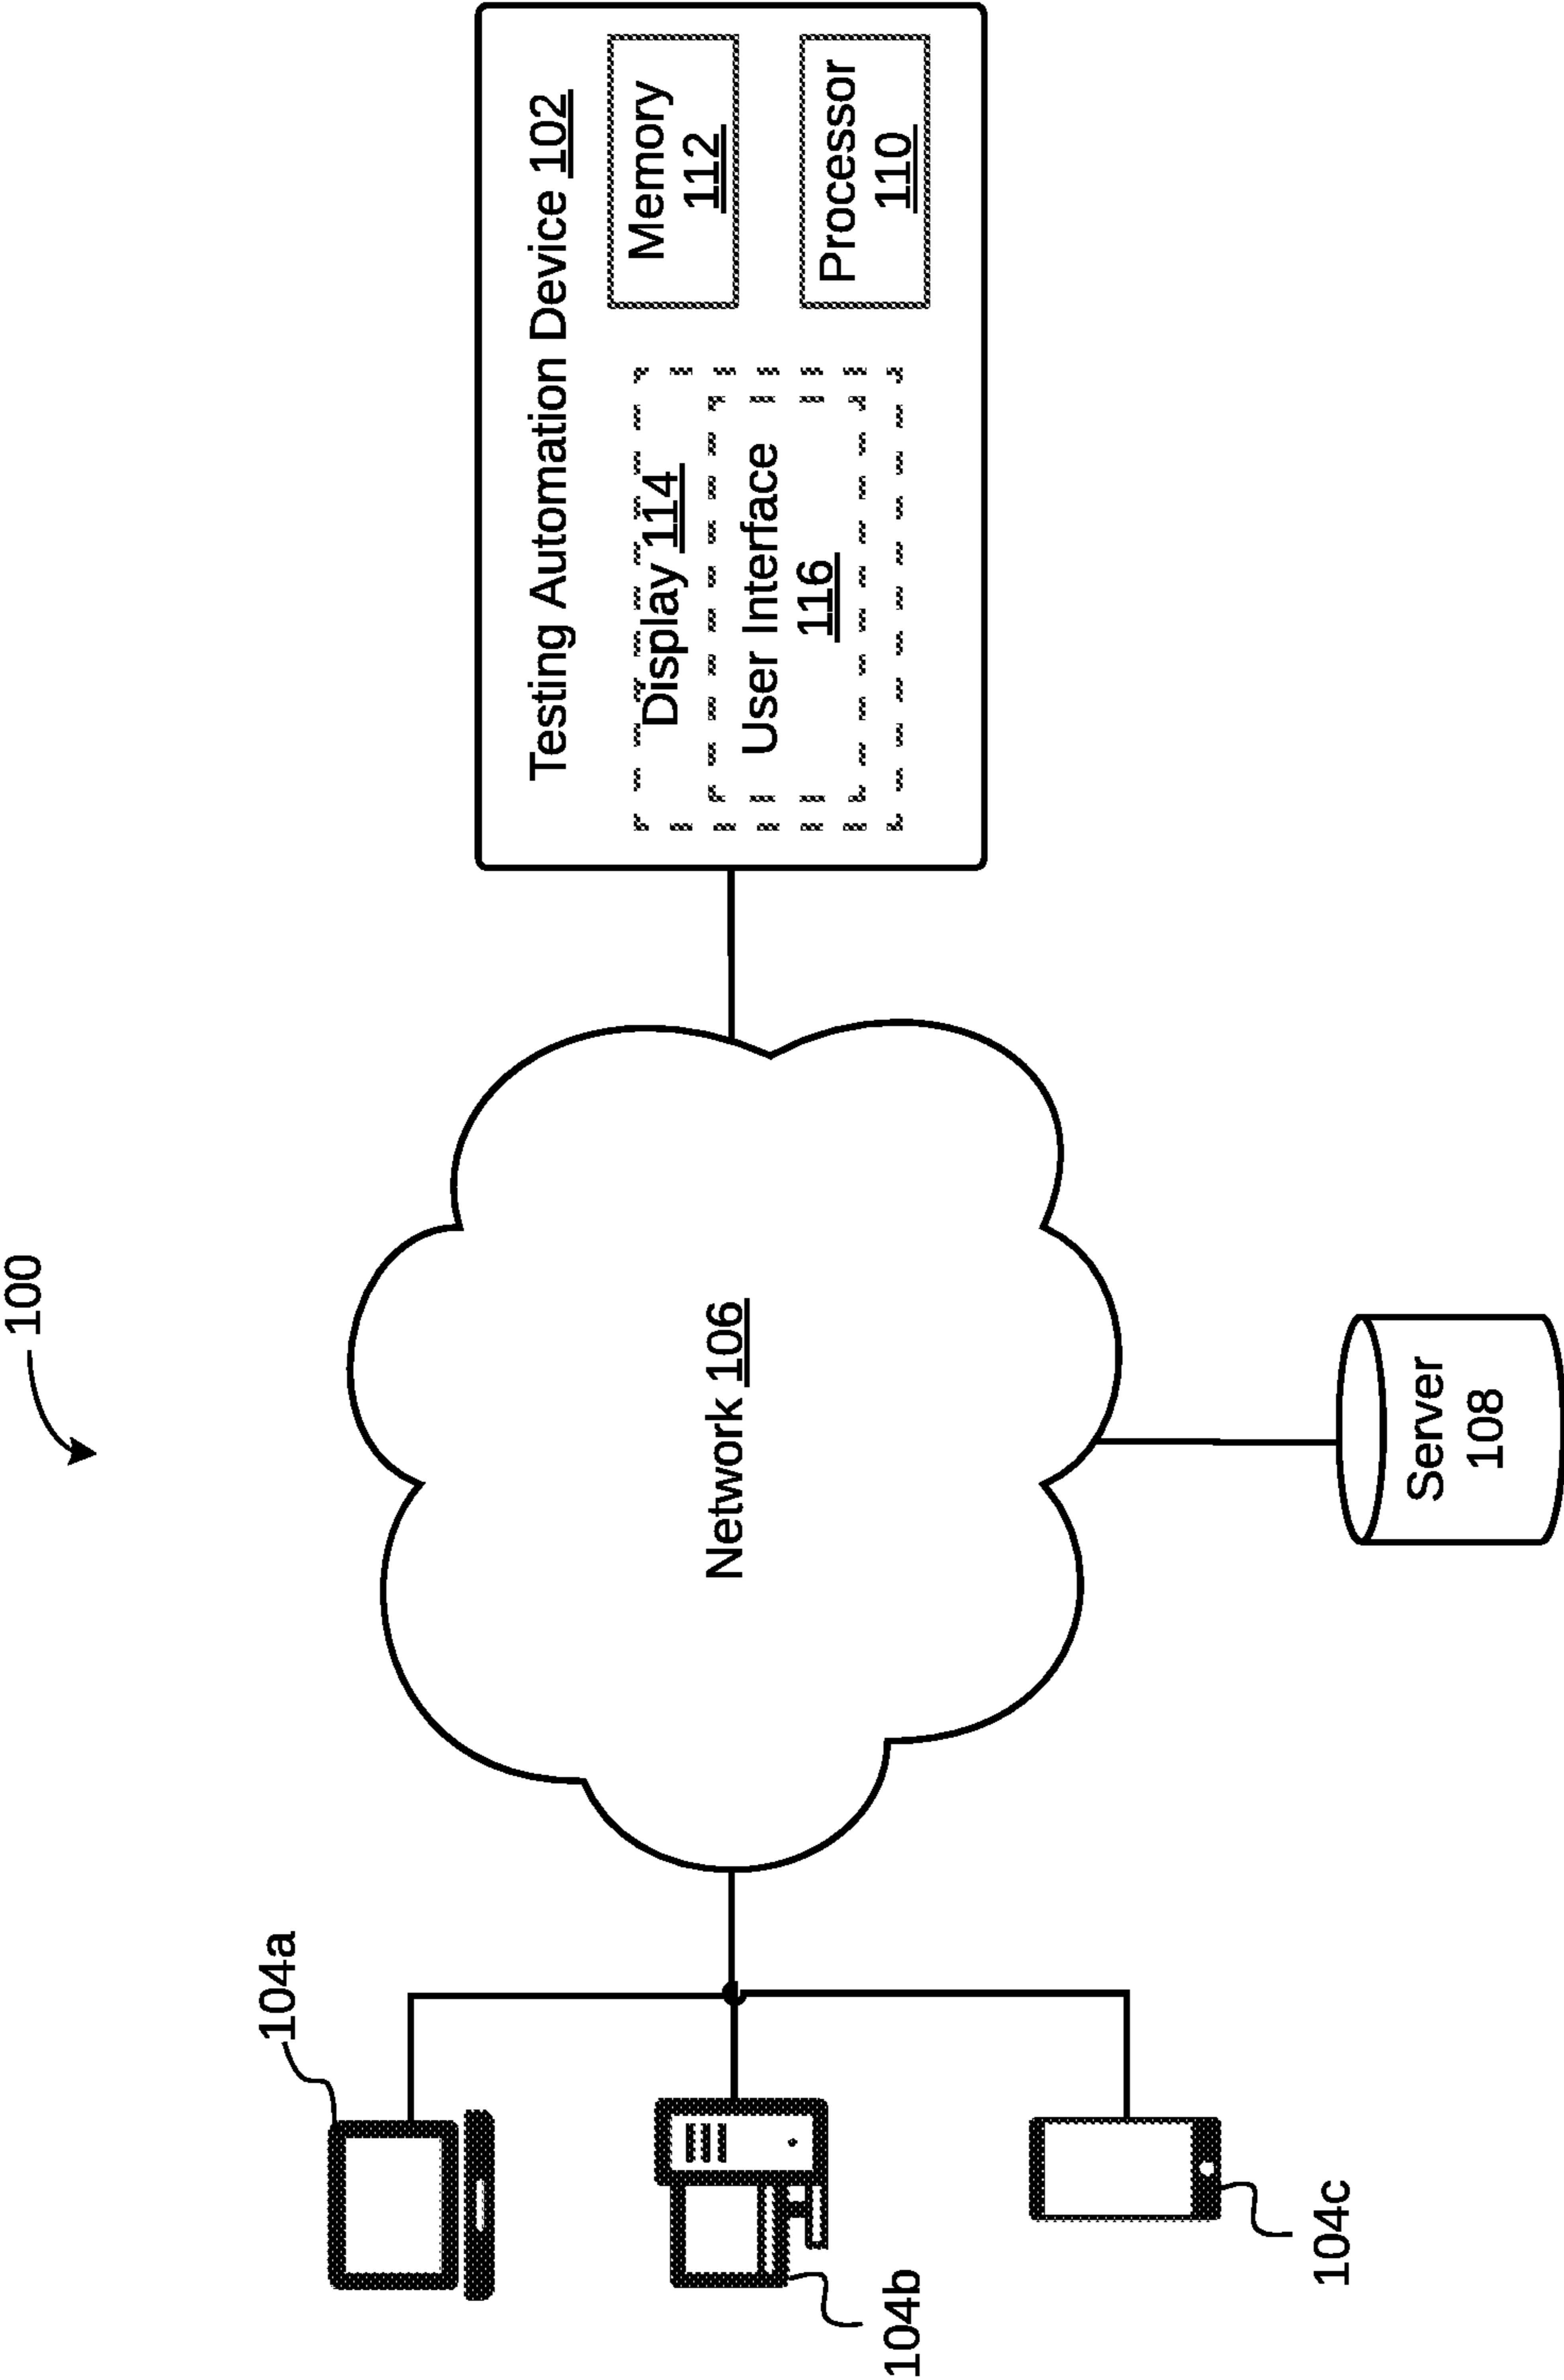 100
104a
104b
104c
Network 106
Server
108
Testing Automation Device 102
Display 114
User Interface
116
Memory
112
Processor
110